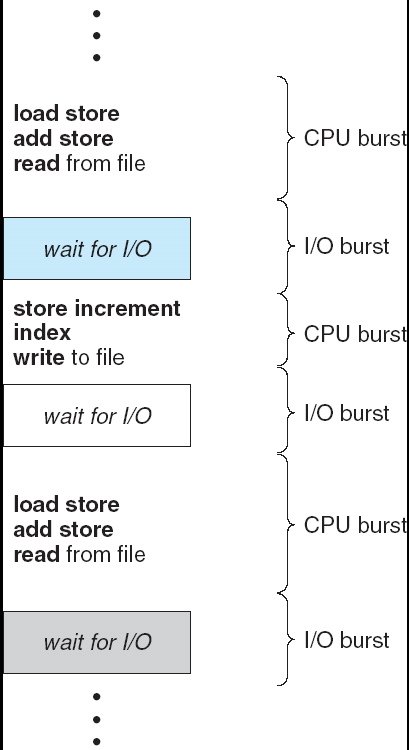 load store
add store
read from file
CPU burst
wait for I/O
I/O burst
store increment
index
write to file
CPU burst
wait for I/O
I/O burst
load store
add store
read from file
CPU burst
wait for I/O
I/O burst